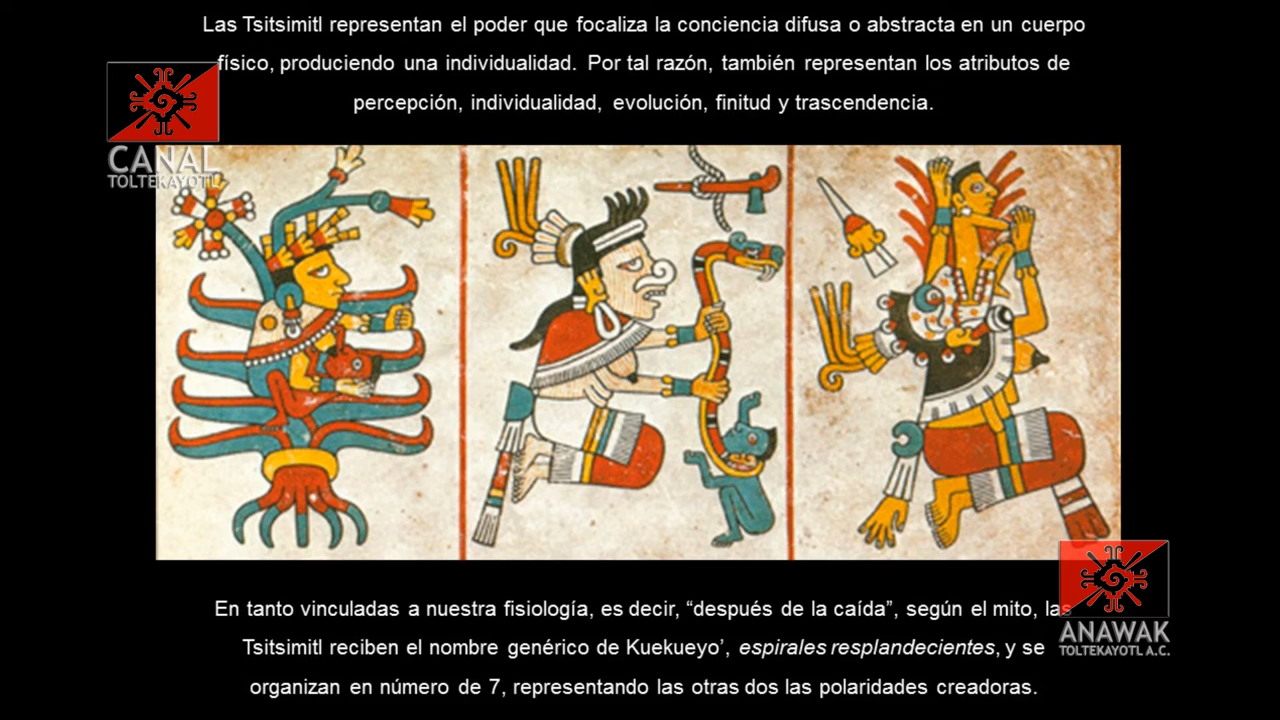 Las Tsitsimitl representan el poder que focaliza la conciencia difusa o abstracta en un cuerpo
físico, produciendo una individualidad. Por tal razón, también representan los atributos de
percepción, individualidad, evolución, finitud y trascendencia.
CANAL
TOLTEKAYOTL
En tanto vinculadas a nuestra fisiología, es decir, “después de la caída”, según el mito, las
Tsitsimitl reciben el nombre genérico de Kuekueyo’, espirales resplandecientes, y se
organizan en número de 7, representando las otras dos las polaridades creadoras.
ANAWAK
TOLTEKAYOTL A.C.